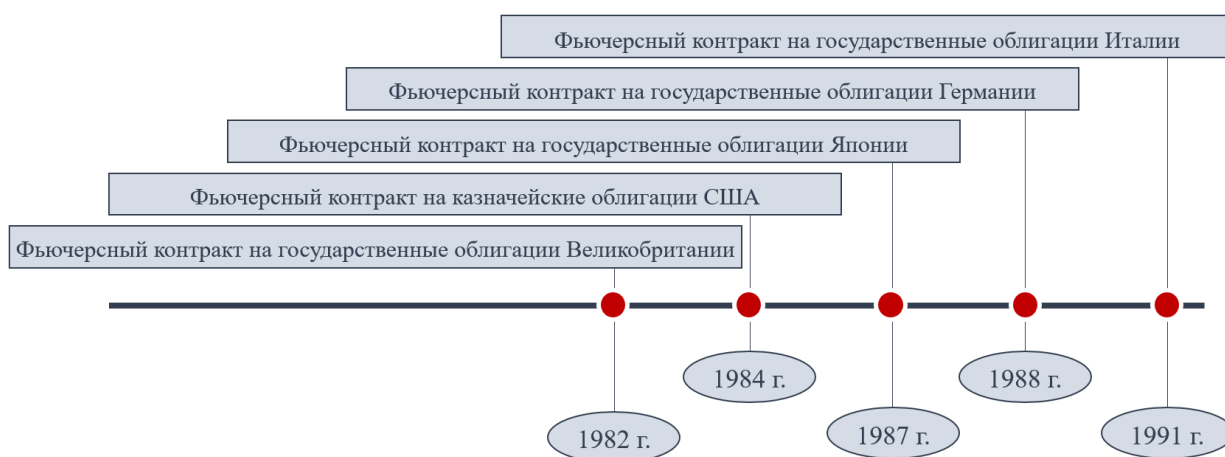 Фьючерсный контракт на государственные облигации Италии
Фьючерсный контракт на государственные облигации Германии
Фьючерсный контракт на государственные облигации Японии
Фьючерсный контракт на казначейские облигации США
Фьючерсный контракт на государственные облигации Великобритании
1984 г.
1988 г.
1982 г.
1987 г.
1991 г.